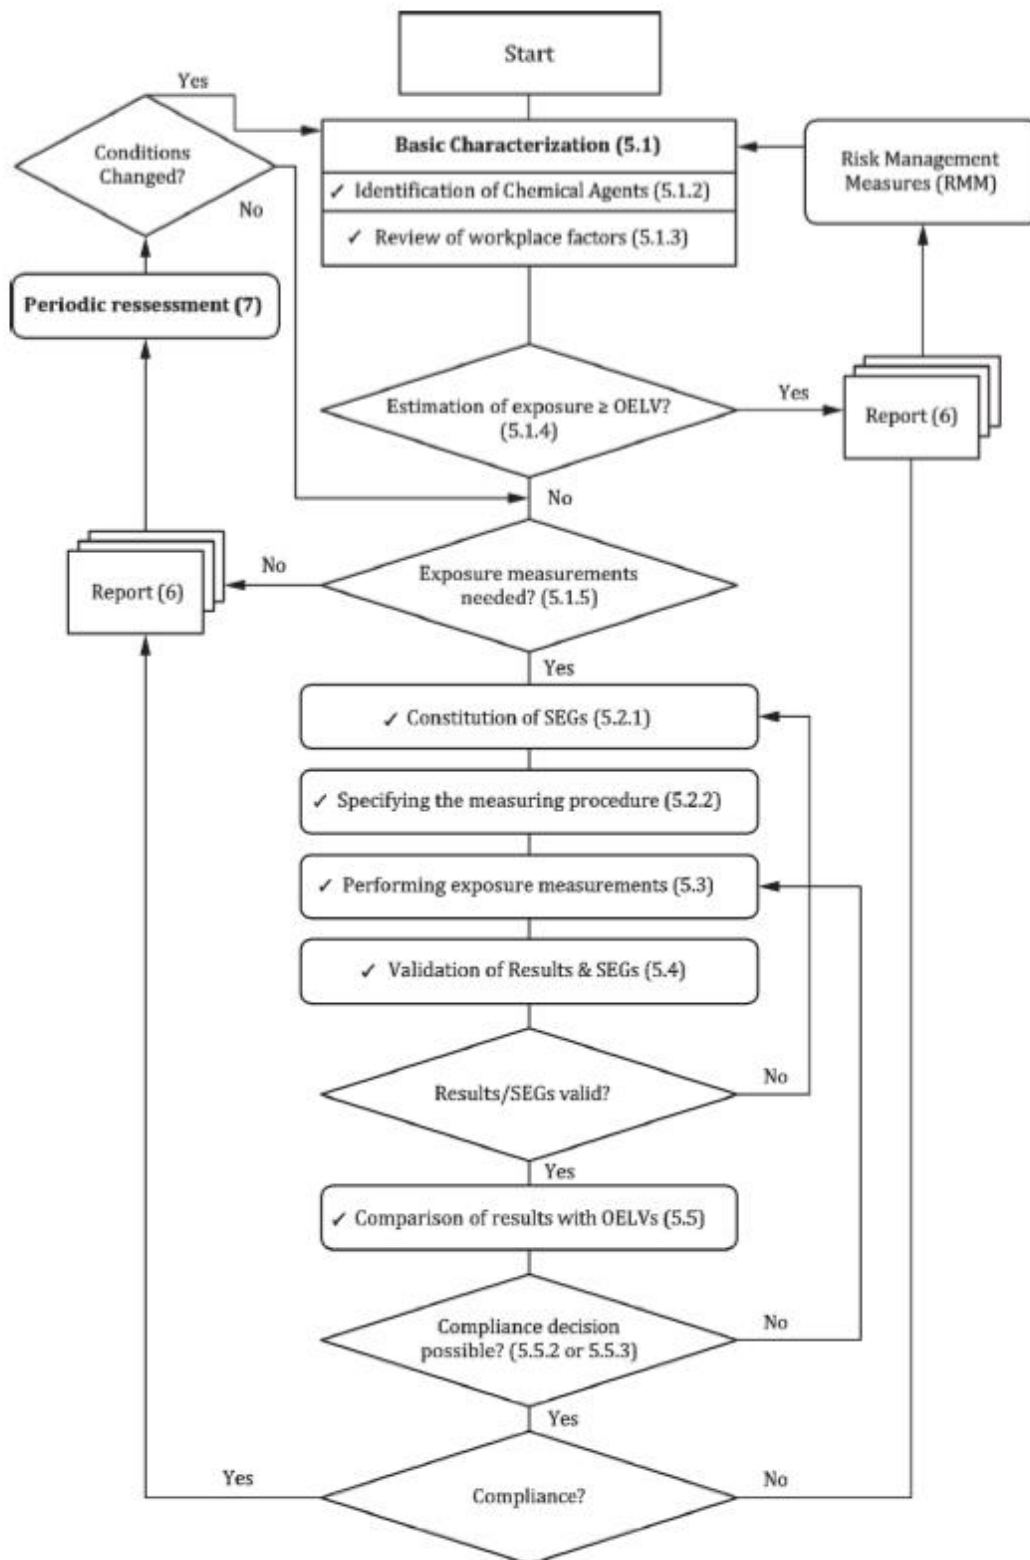 Start
Yes
Conditions
Changed?
No
Basic Characterization (5.1)
✓ Identification of Chemical Agents (5.1.2)
✓ Review of workplace factors (5.1.3)
Risk Management
Measures (RMM)
Periodic ressessment (7)
Estimation of exposure ≥ OELV?
(5.1.4)
Yes
Report (6)
No
Exposure measurements
needed? (5.1.5)
No
Report (6)
Yes
✓ Constitution of SEGs (5.2.1)
✓ Specifying the measuring procedure (5.2.2)
✓ Performing exposure measurements (5.3)
✓ Validation of Results & SEGs (5.4)
Results/SEGs valid?
No
Yes
✓ Comparison of results with OELVs (5.5)
Compliance decision
possible? (5.5.2 or 5.5.3)
No
Yes
Yes
Compliance?
No